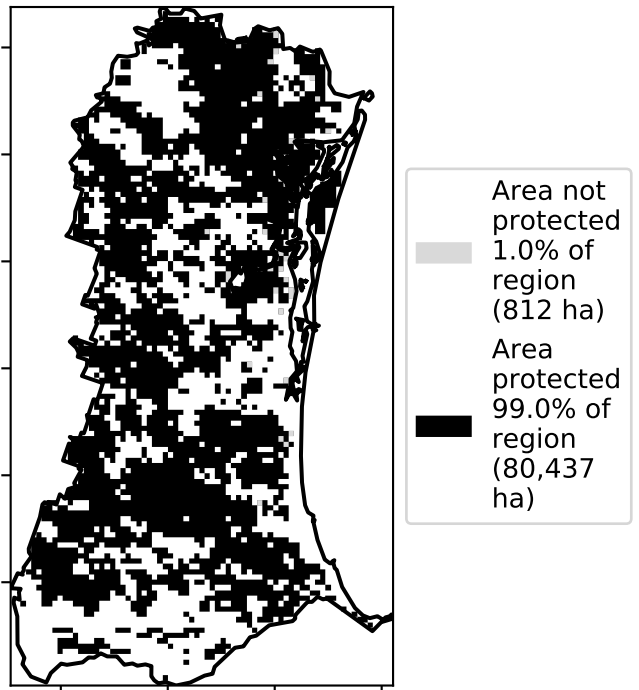 Area not
protected
1.0% of
region
(812 ha)
Area
protected
99.0% of
region
(80,437
ha)